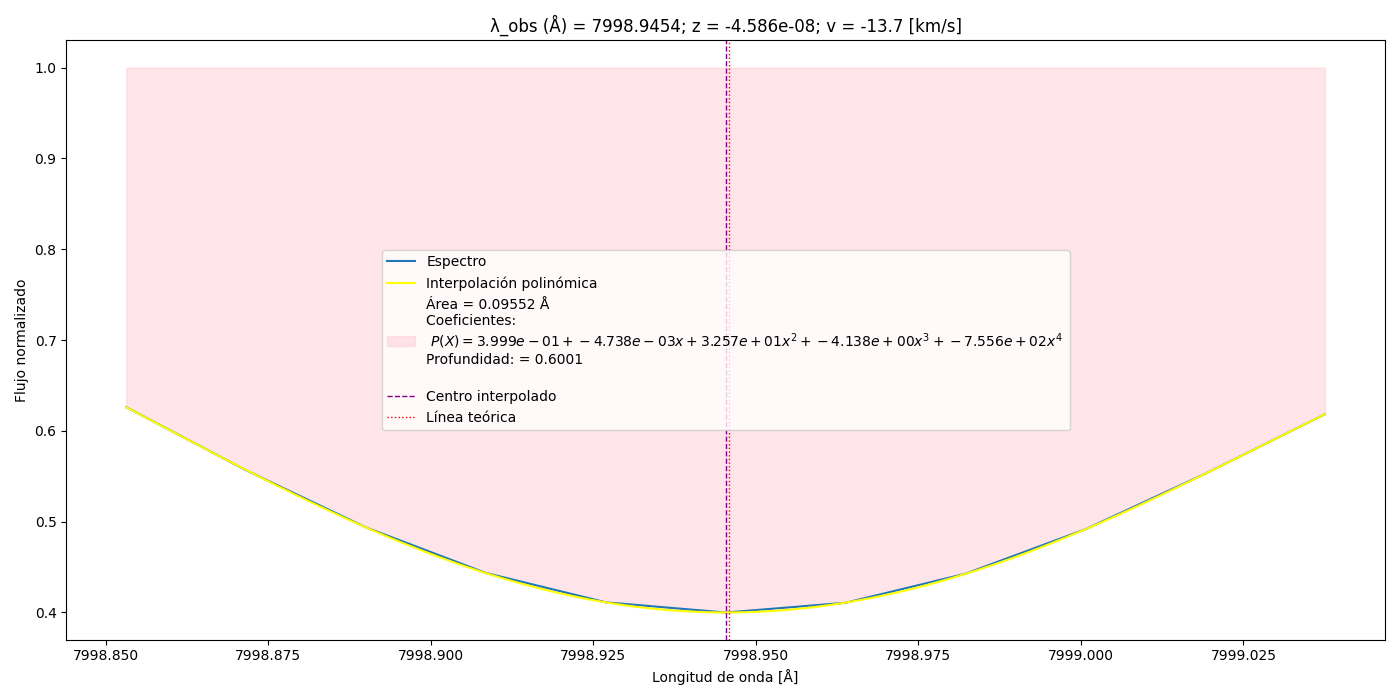 λ_obs (Å) = 7998.9454; z = -4.586e-08; v = -13.7 [km/s]
1.0
0.9
0.8
0.7
0.6
0.5
0.4
Flujo normalizado
Espectro
Interpolación polinómica
Área = 0.09552 Å
Coeficientes:
P(X) = 3.999e − 01 + −4.738e − 03x + 3.257e + 01x² + −4.138e + 00x³ + −7.556e + 02x⁴
Profundidad: = 0.6001
Centro interpolado
Línea teórica
7998.850 7998.875 7998.900 7998.925 7998.950 7998.975 7999.000 7999.025
Longitud de onda [Å]